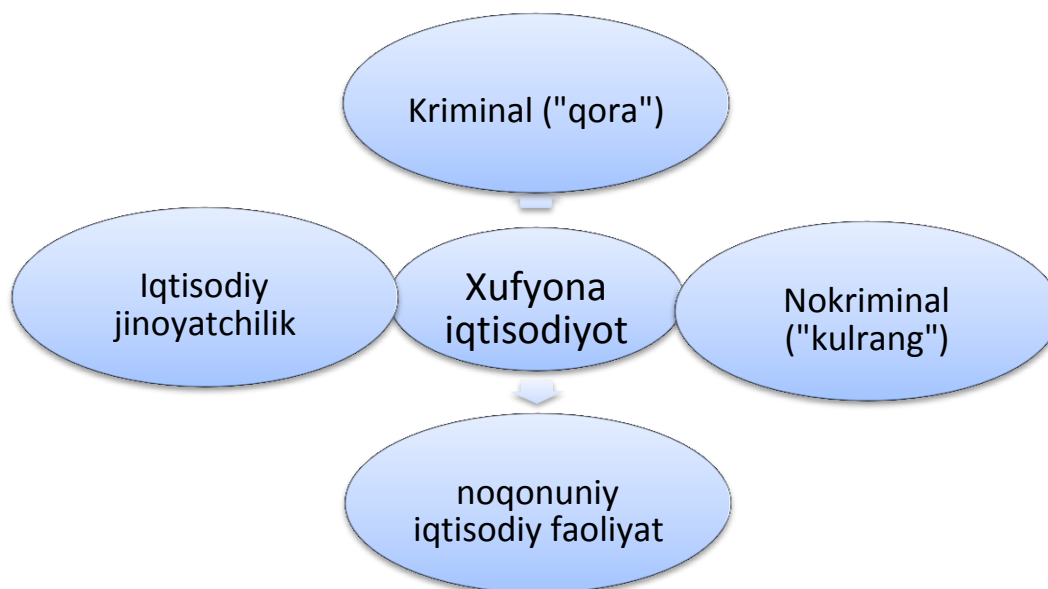 Kriminal ("qora")
Iqtisodiy
jinoyatchilik
Xufyona
iqtisodiyot
Nokriminal
("kulrang")
noqonuniy
iqtisodiy faoliyat